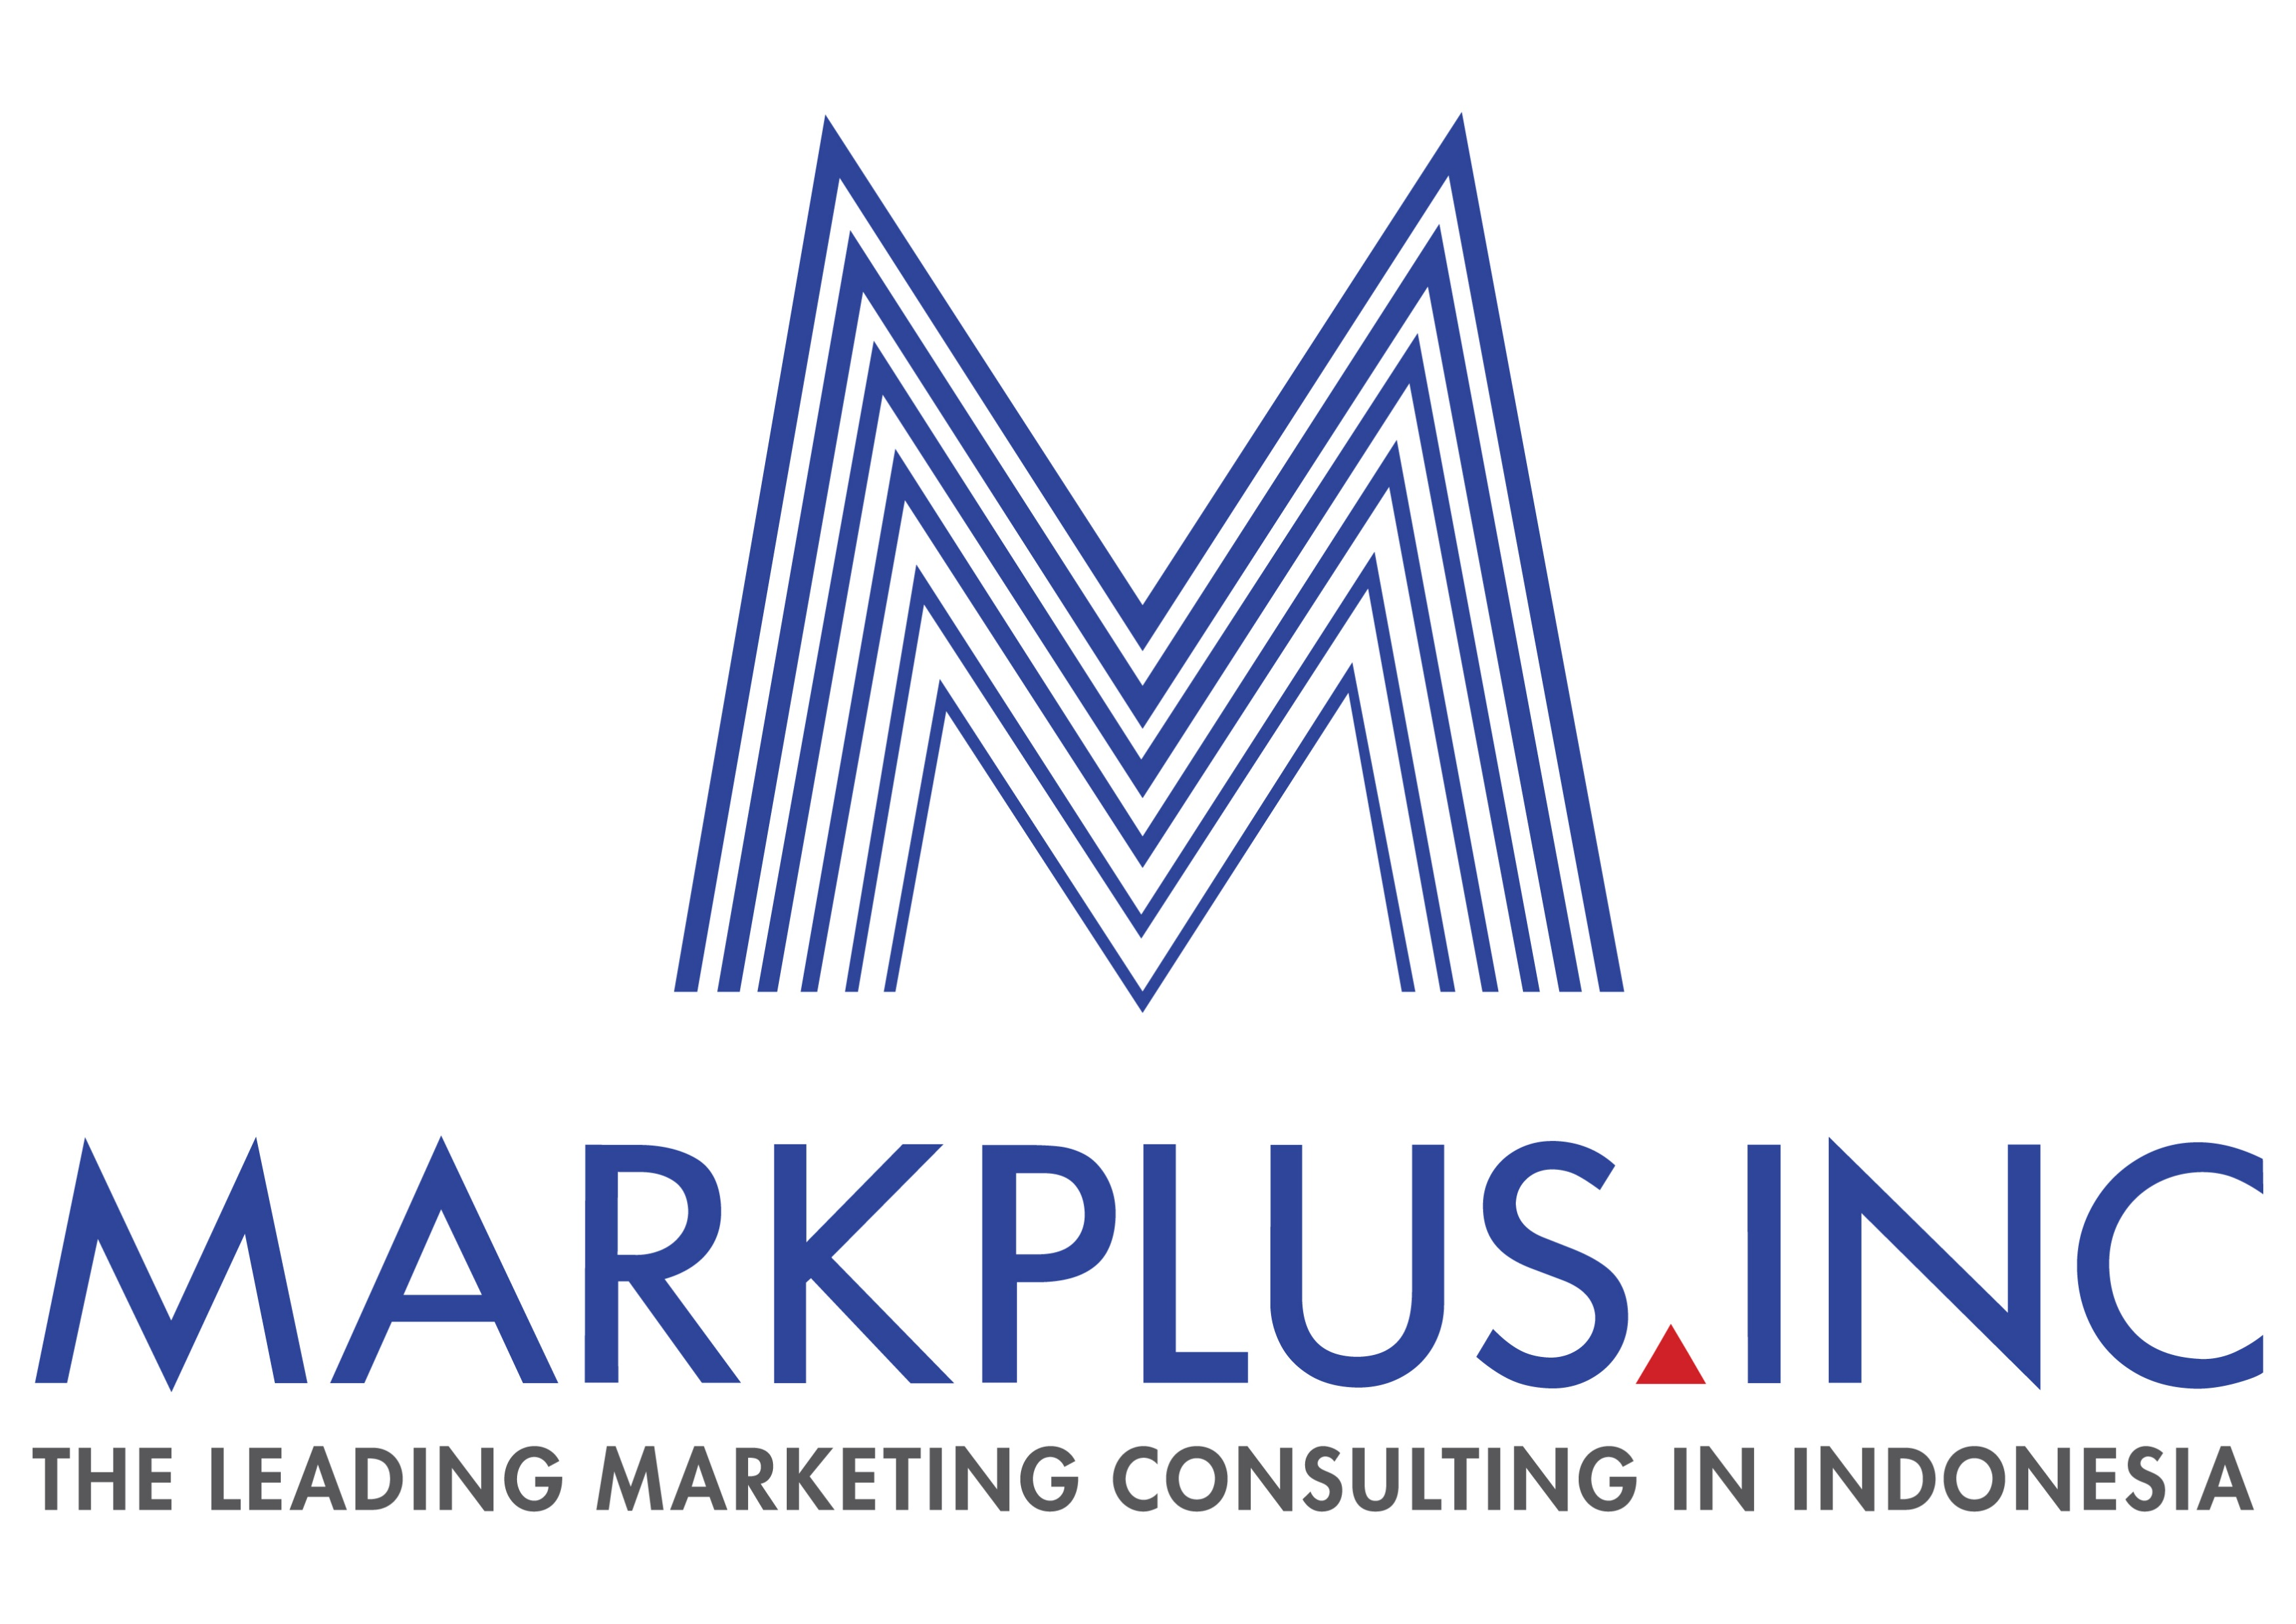 MARKPLUS.INC
THE LEADING MARKETING CONSULTING IN INDONESIA